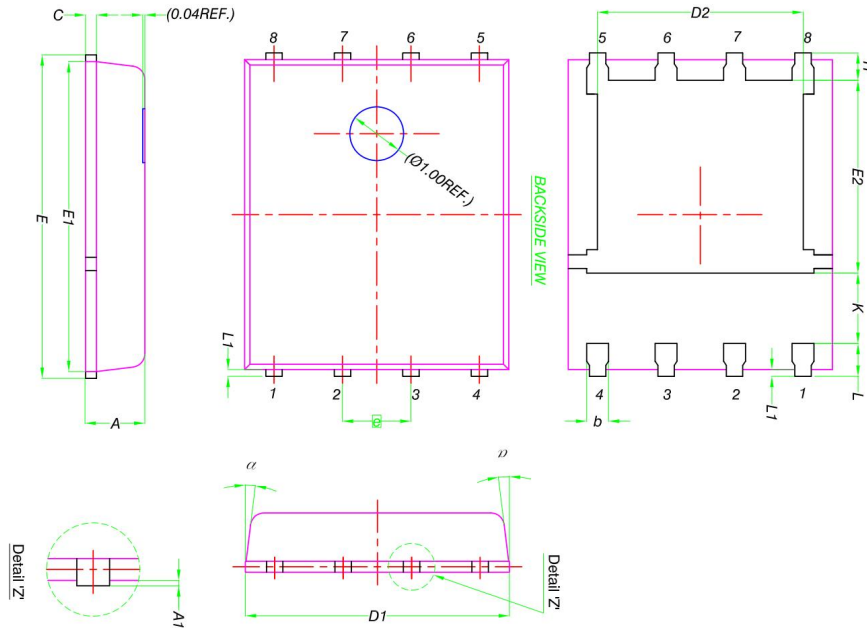 C
(0.04REF.)
E
E1
A
8 7 6 5
(Ø1.00REF.)
L1
1 2 3 4
e
BACKSIDE VIEW
D2
5 6 7 8
E2
K
L
L1
4 3 2 1
b
α
D1
Detail 'Z'
Detail 'Z'
A1